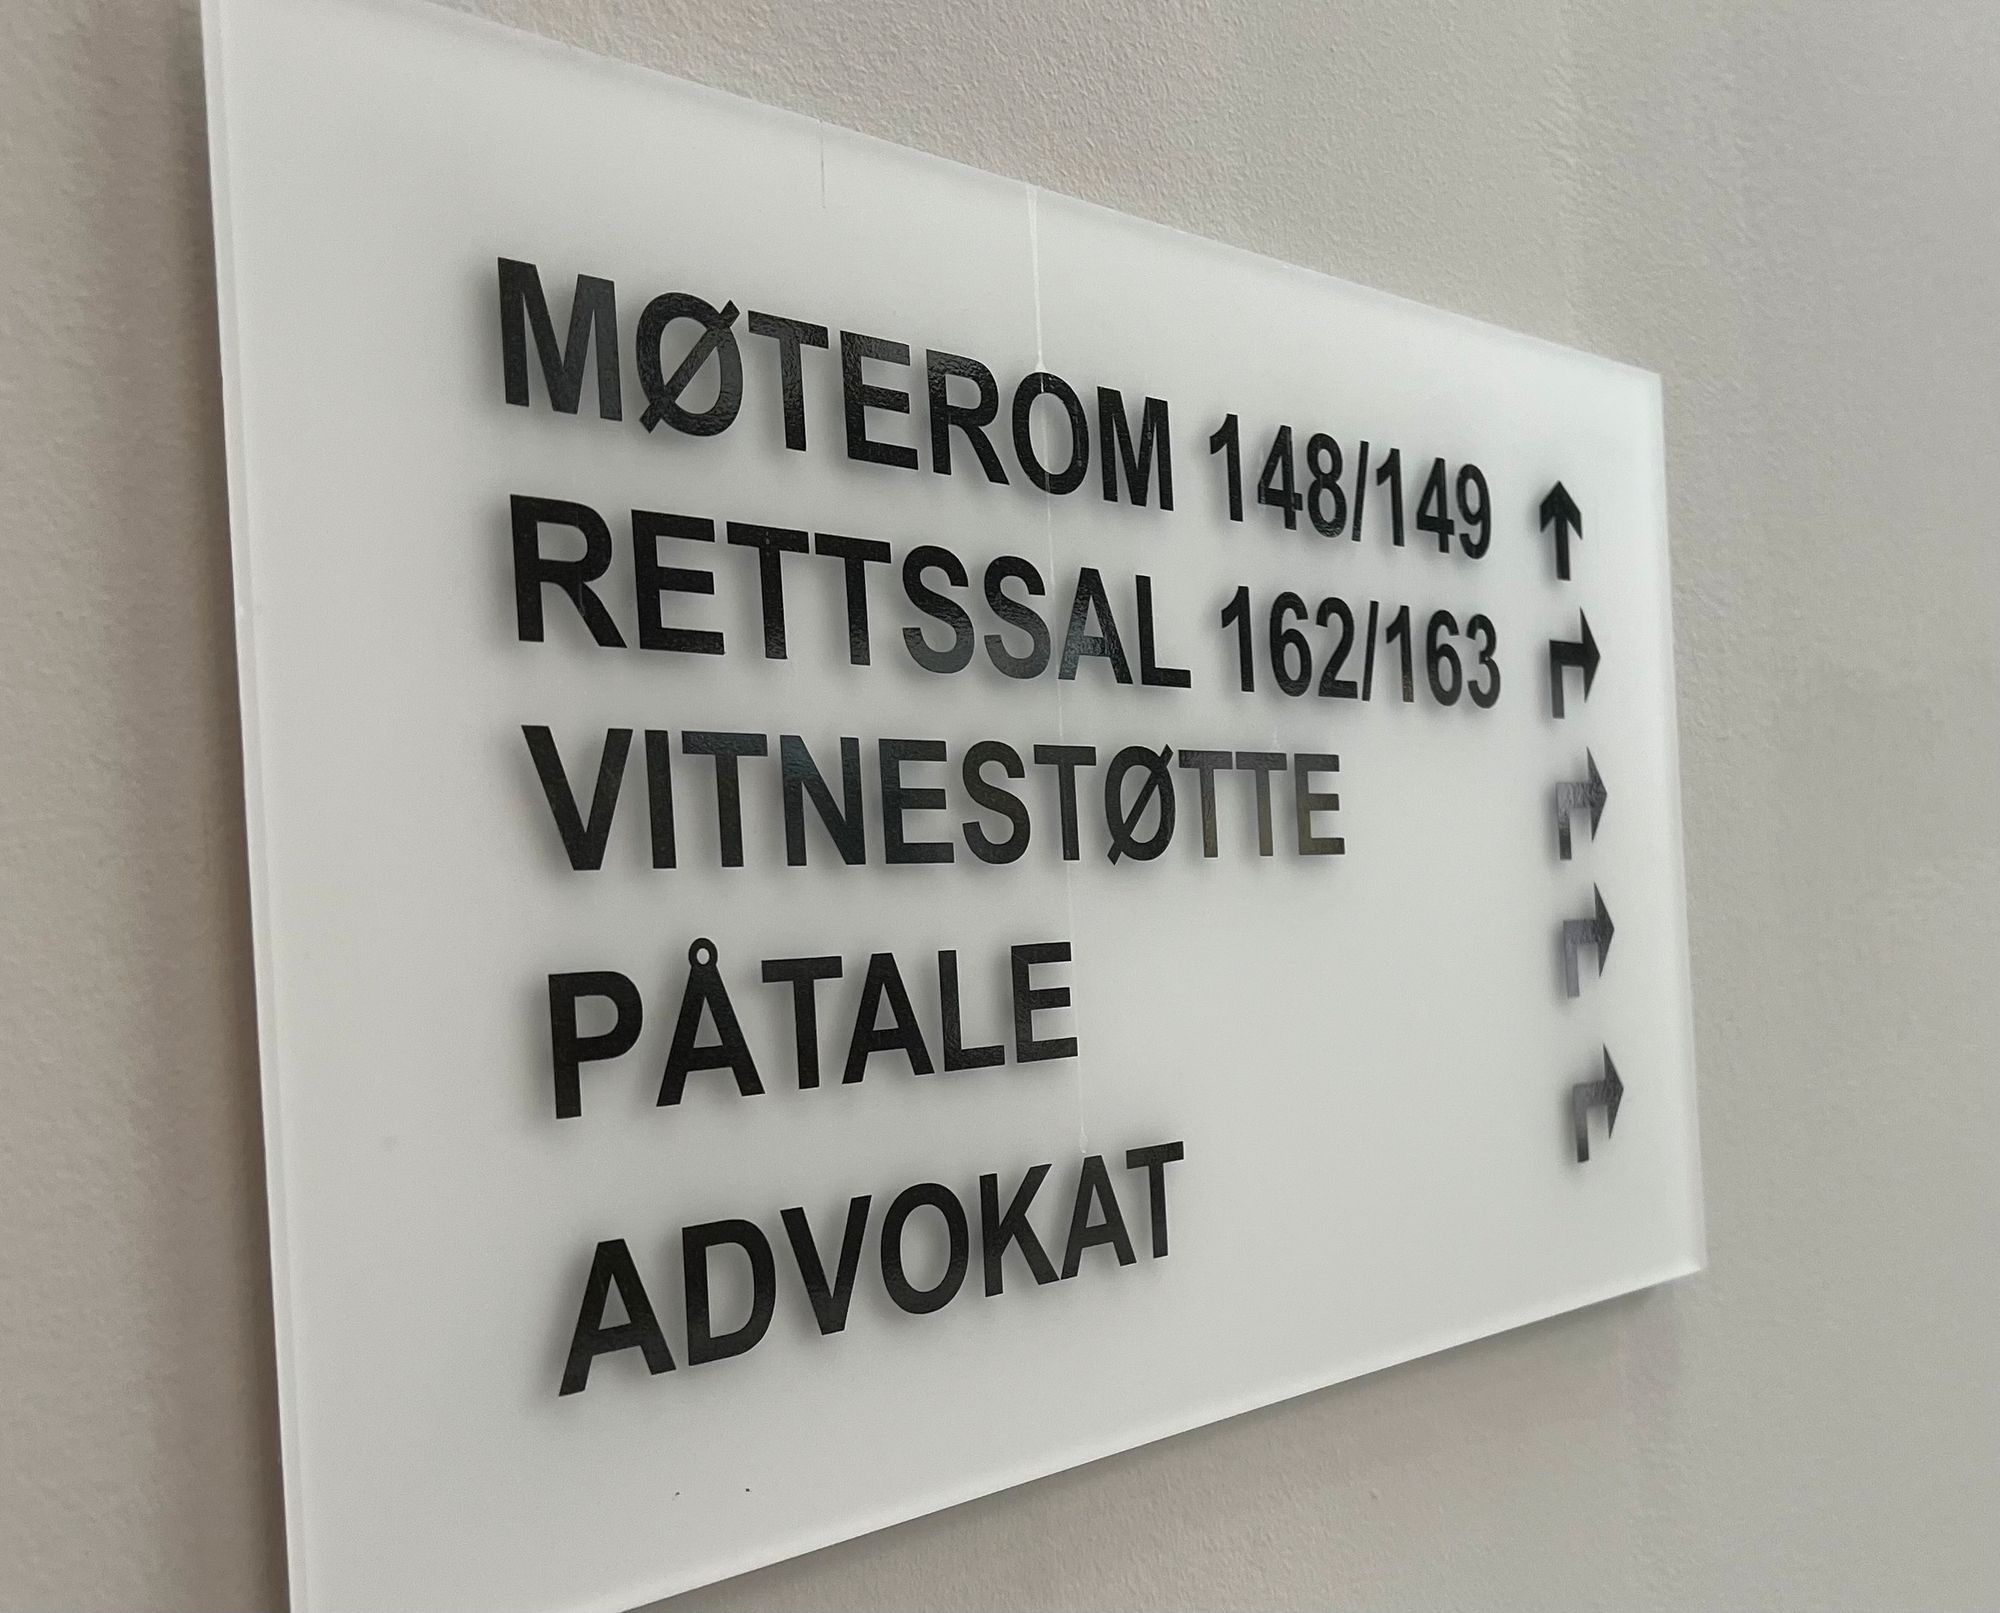 MØTEROM 148/149 ↑
RETTSSAL 162/163 ↱
VITNESTØTTE ↱
PÅTALE ↱
ADVOKAT ↱